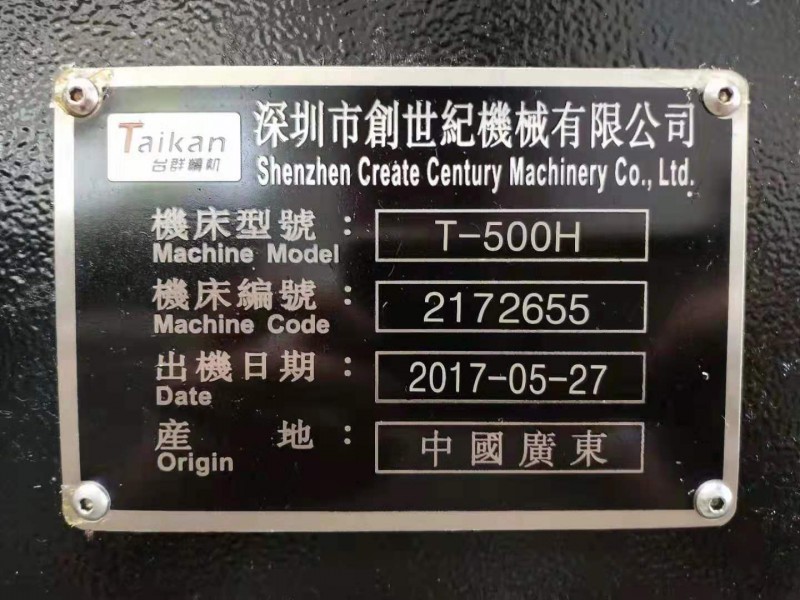 Taikan
台群精机
深圳市創世紀機械有限公司
Shenzhen Create Century Machinery Co., Ltd.
機床型號： T-500H
Machine Model
機床編號： 2172655
Machine Code
出機日期： 2017-05-27
Date
産 地： 中國廣東
Origin